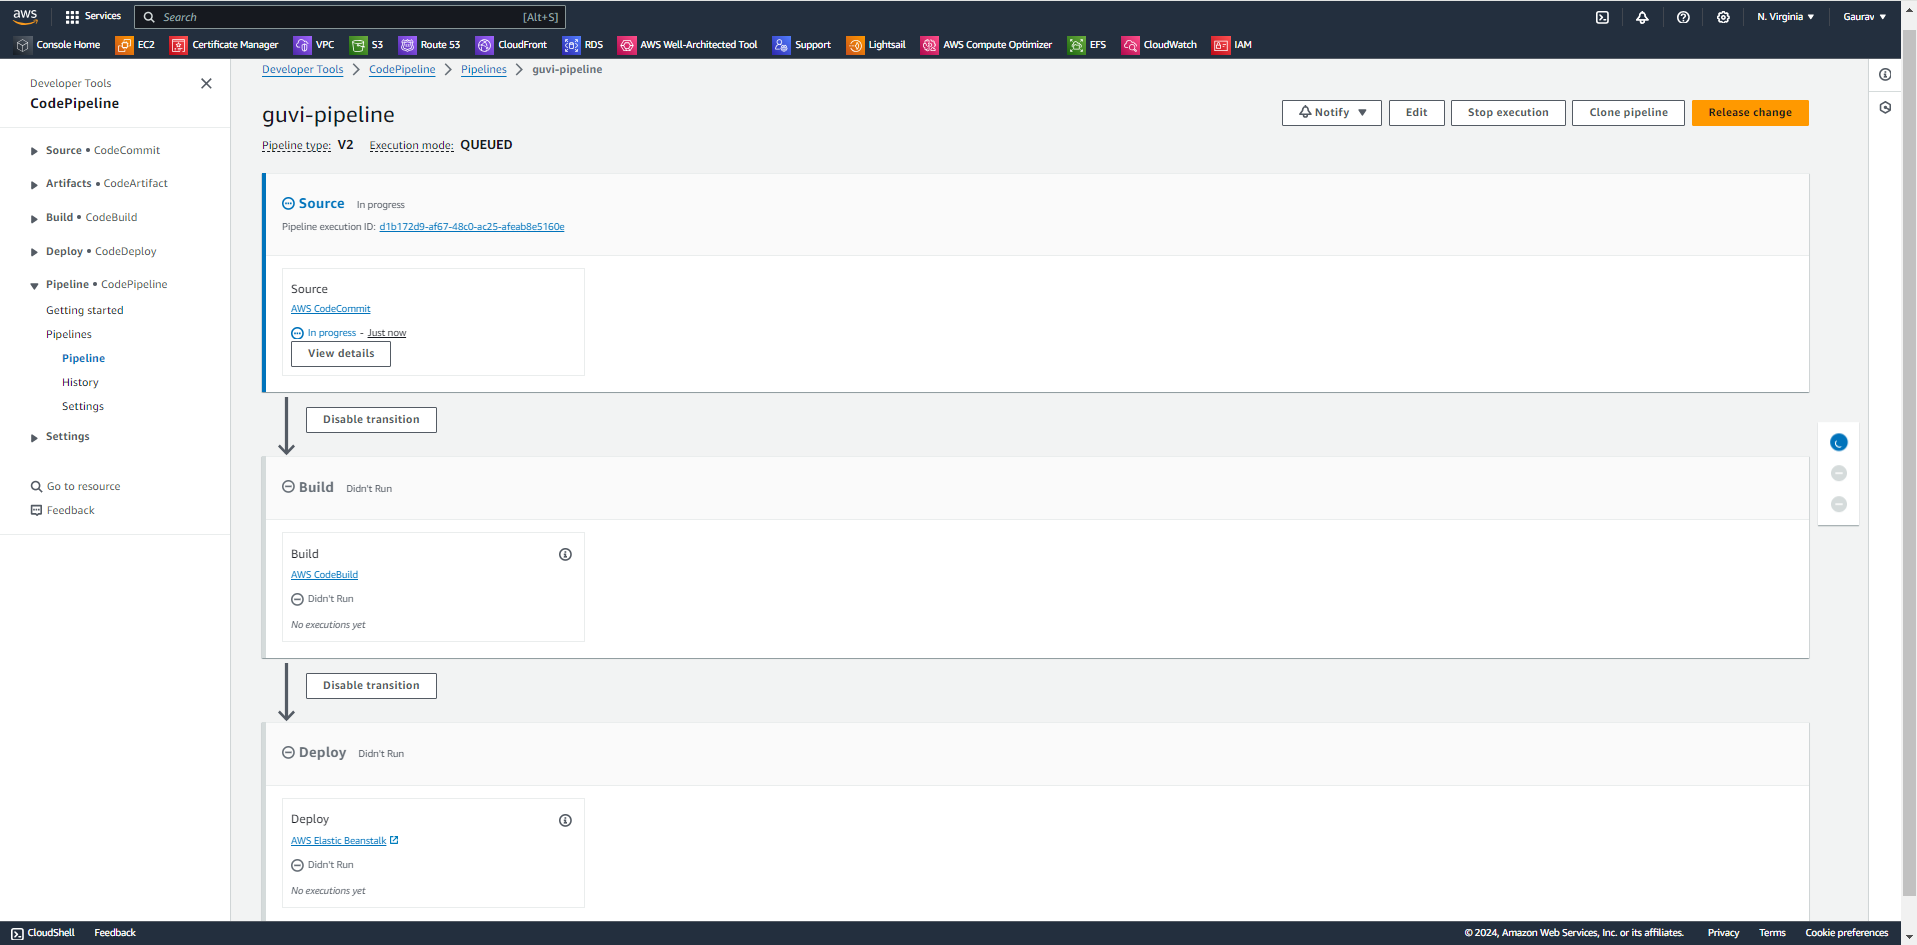 aws Services Search [Alt+S] N. Virginia Gaurav
Console Home EC2 Certificate Manager VPC S3 Route 53 CloudFront RDS AWS Well-Architected Tool Support Lightsail AWS Compute Optimizer EFS CloudWatch IAM
Developer Tools
CodePipeline
Source • CodeCommit
Artifacts • CodeArtifact
Build • CodeBuild
Deploy • CodeDeploy
Pipeline • CodePipeline
Getting started
Pipelines
Pipeline
History
Settings
Settings
Go to resource
Feedback
Developer Tools CodePipeline Pipelines guvi-pipeline
guvi-pipeline
Notify Edit Stop execution Clone pipeline Release change
Pipeline type: V2 Execution mode: QUEUED
Source In progress
Pipeline execution ID: d1b172d9-af67-48c0-ac25-afeab8e5160e
Source
AWS CodeCommit
In progress - Just now
View details
Disable transition
Build Didn't Run
Build
AWS CodeBuild
Didn't Run
No executions yet
Disable transition
Deploy Didn't Run
Deploy
AWS Elastic Beanstalk
Didn't Run
No executions yet
CloudShell Feedback © 2024, Amazon Web Services, Inc. or its affiliates. Privacy Terms Cookie preferences